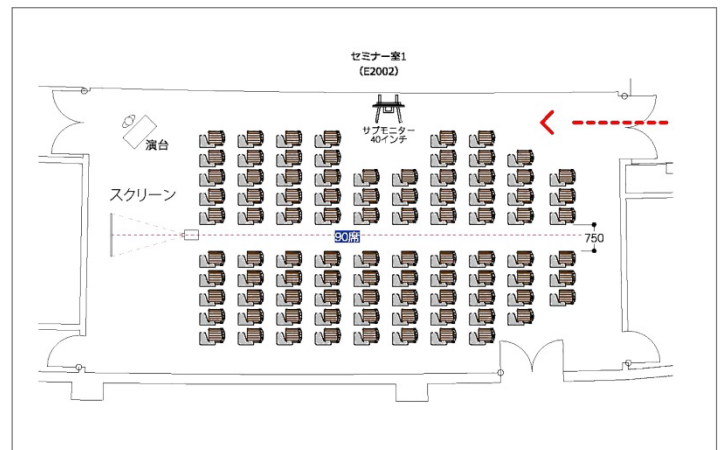 セミナー室1
(E2002)
サブモニター
40インチ
演台
スクリーン
90席
750